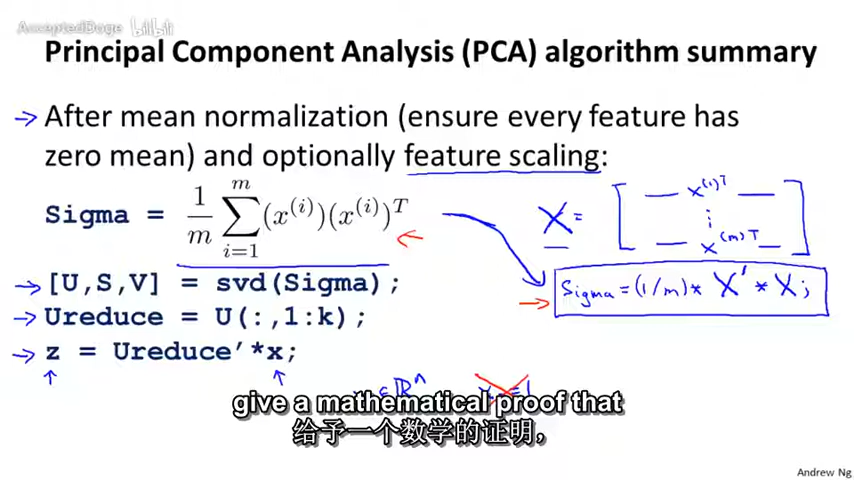 AcceptedDoge bilibili
Principal Component Analysis (PCA) algorithm summary
→ After mean normalization (ensure every feature has
zero mean) and optionally feature scaling:
Sigma = 1/m ∑_{i=1}^{m} (x^{(i)})(x^{(i)})^T
X = [ — x^{(1)T} — ⋮ — x^{(m)T} — ]
→ Sigma = (1/m) * X' * X;
→ [U,S,V] = svd(Sigma);
→ Ureduce = U(:,1:k);
→ z = Ureduce’*x;
∈ ℝ^n
give a mathematical proof that
给予一个数学的证明，
Andrew Ng